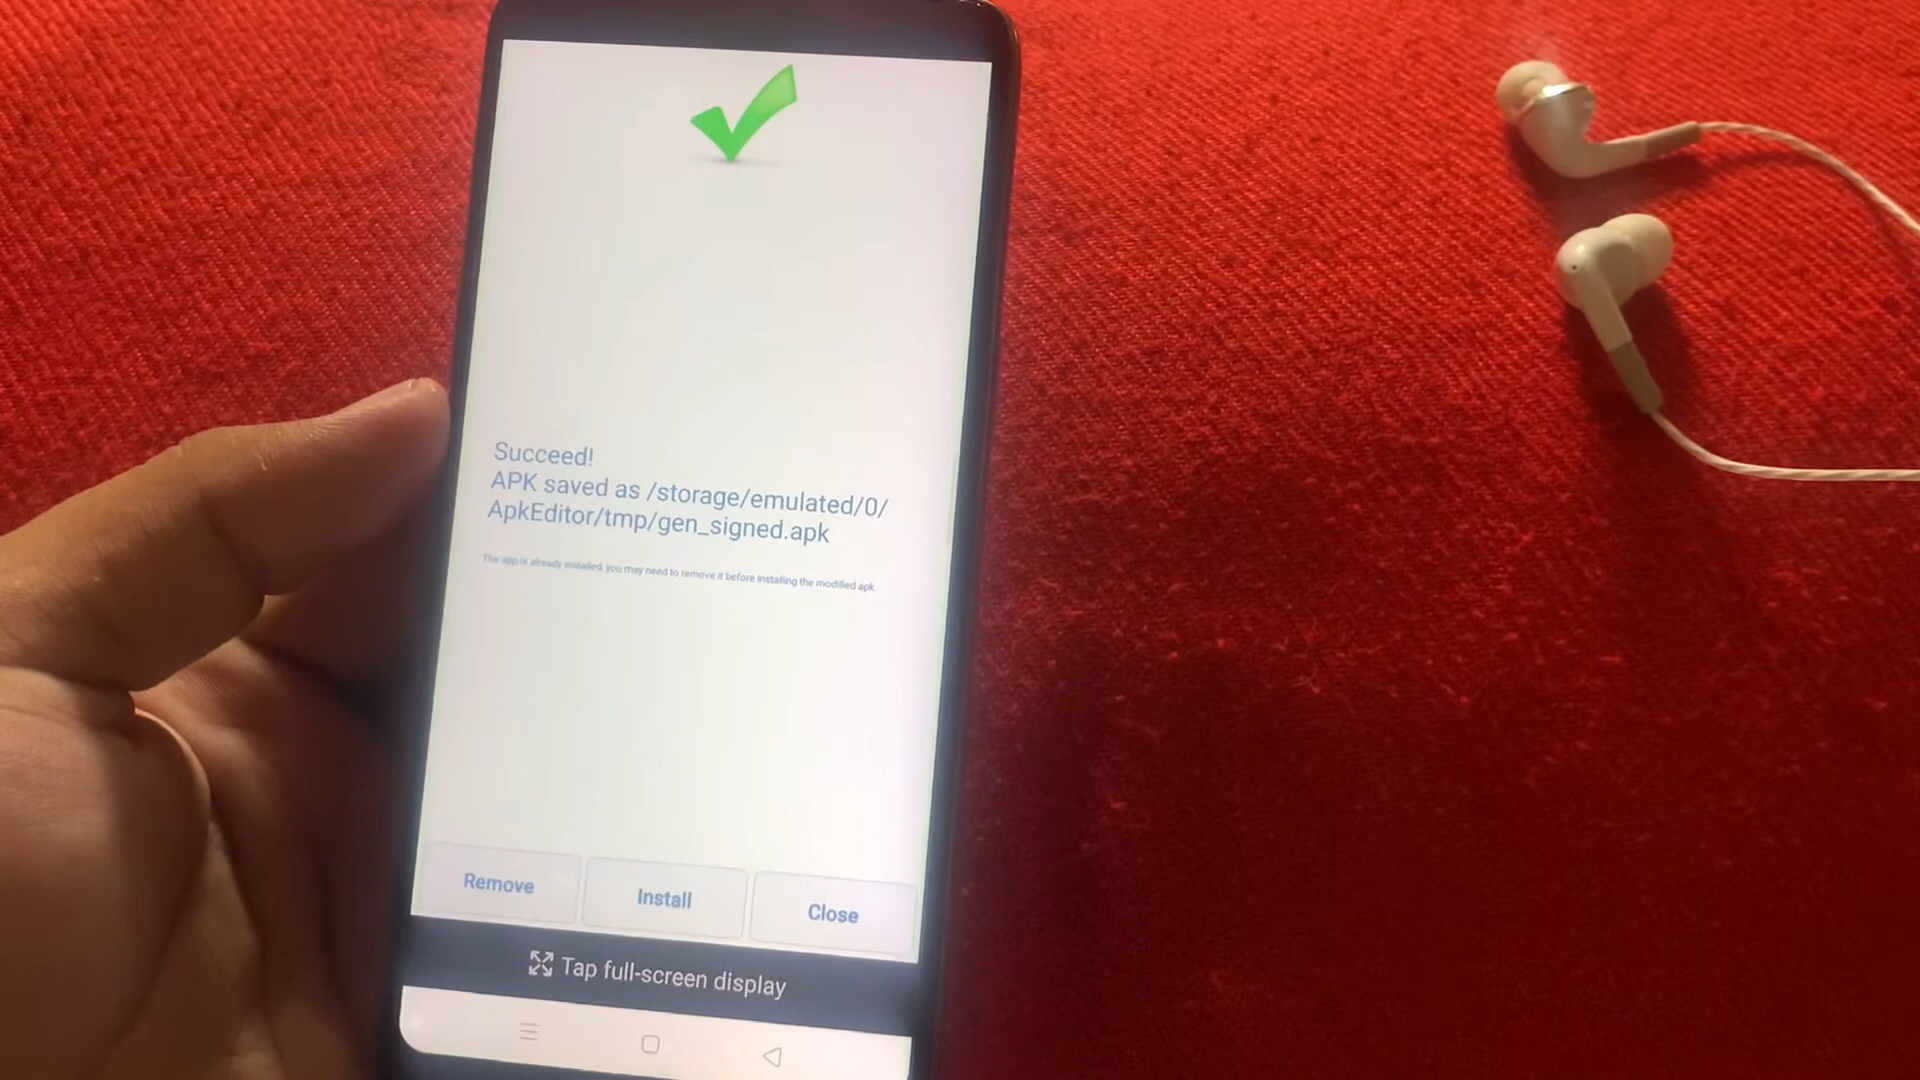 Succeed!
APK saved as /storage/emulated/0/
ApkEditor/tmp/gen_signed.apk
The app is already installed, you may need to remove it before installing the modified apk.
Remove
Install
Close
Tap full-screen display